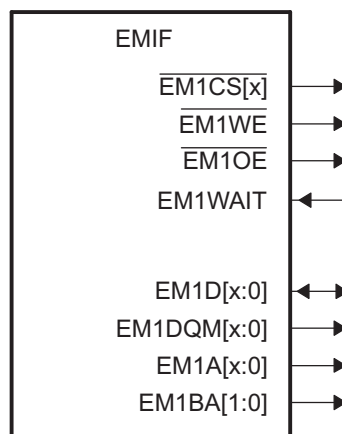 EMIF
EM1CS[x]
EM1WE
EM1OE
EM1WAIT
EM1D[x:0]
EM1DQM[x:0]
EM1A[x:0]
EM1BA[1:0]